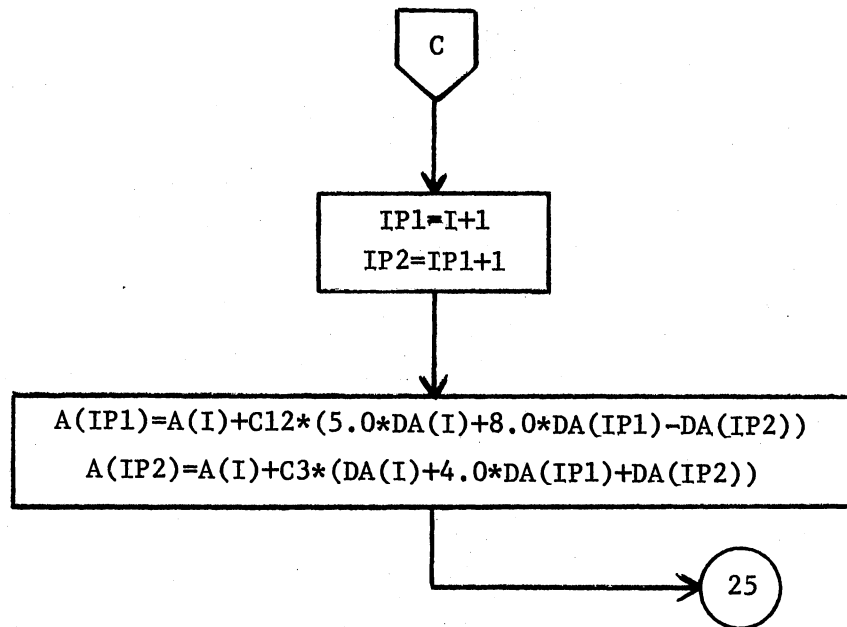 C
IP1=I+1
IP2=IP1+1
A(IP1)=A(I)+C12*(5.0*DA(I)+8.0*DA(IP1)-DA(IP2))
A(IP2)=A(I)+C3*(DA(I)+4.0*DA(IP1)+DA(IP2))
25